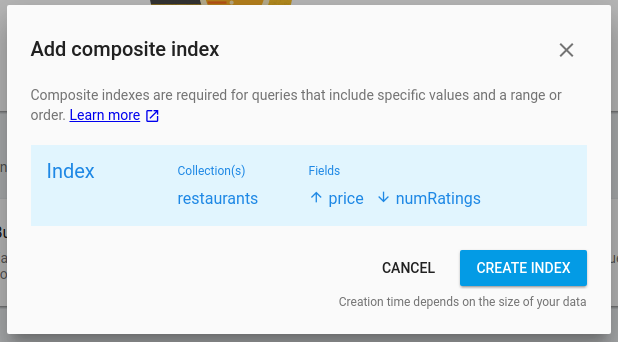 Add composite index
Composite indexes are required for queries that include specific values and a range or
order. Learn more
Index
Collection(s)
Fields
restaurants
price
numRatings
CANCEL
CREATE INDEX
Creation time depends on the size of your data